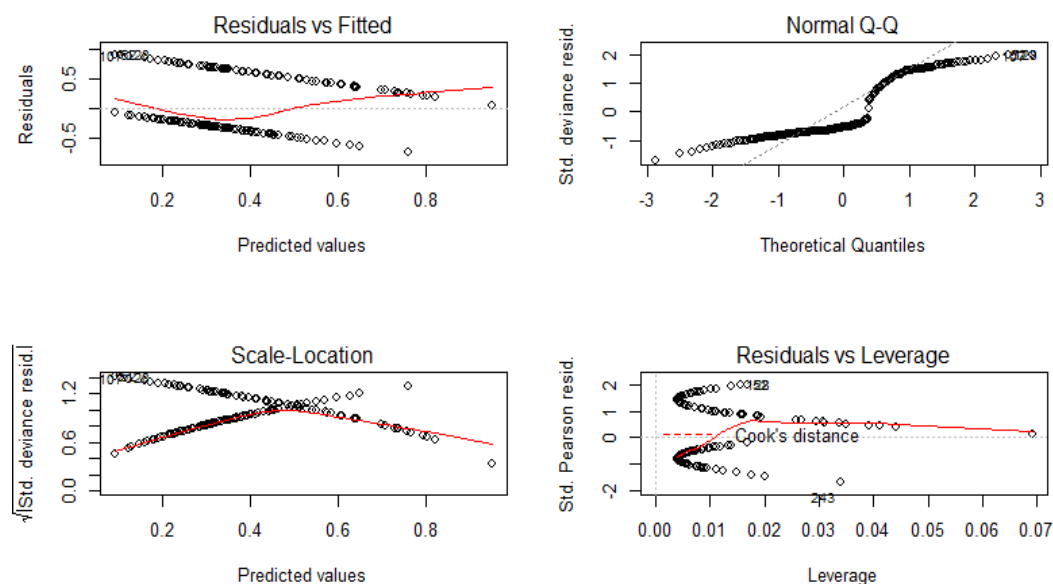 Residuals vs Fitted
Residuals
0.5
-0.5
0.2 0.4 0.6 0.8
Predicted values
Normal Q-Q
Std. deviance resid.
2
1
0
-1
-3 -2 -1 0 1 2 3
Theoretical Quantiles
Scale-Location
√|Std. deviance resid.|
1.2
0.6
0.0
0.2 0.4 0.6 0.8
Predicted values
Residuals vs Leverage
Std. Pearson resid.
2
1
0
-2
Cook's distance
243
0.00 0.01 0.02 0.03 0.04 0.05 0.06 0.07
Leverage